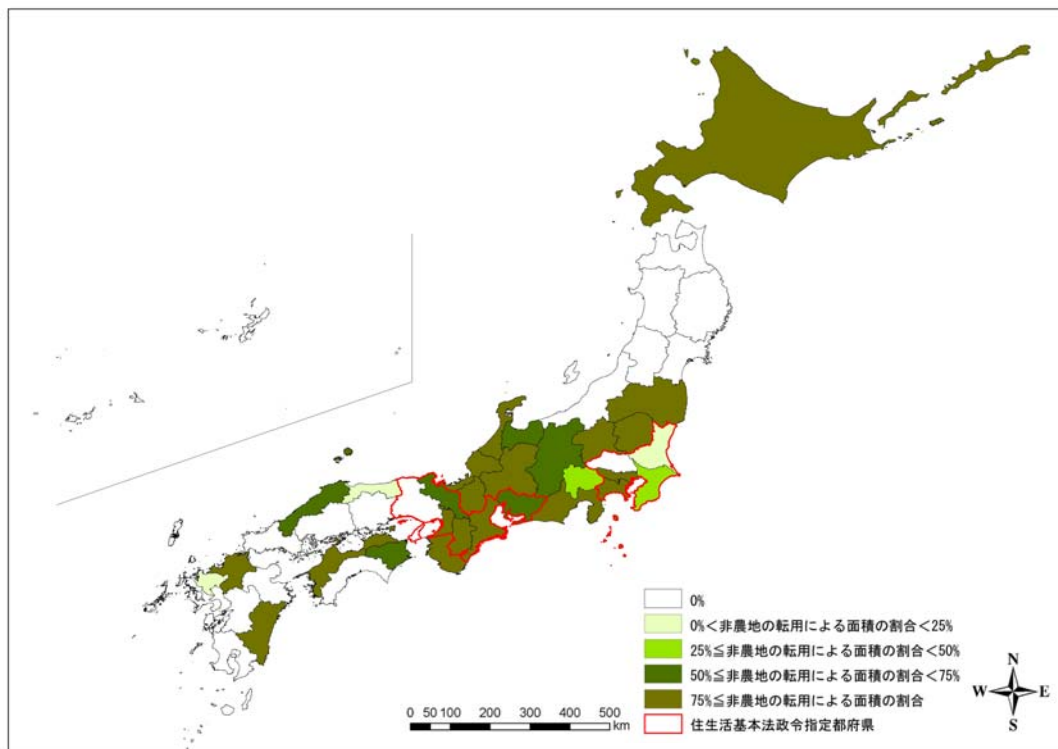 0%
0%<非農地の転用による面積の割合<25%
25%≦非農地の転用による面積の割合<50%
50%≦非農地の転用による面積の割合<75%
75%≦非農地の転用による面積の割合
住生活基本法政令指定都府県
0 50 100 200 300 400 500
km
N
W E
S